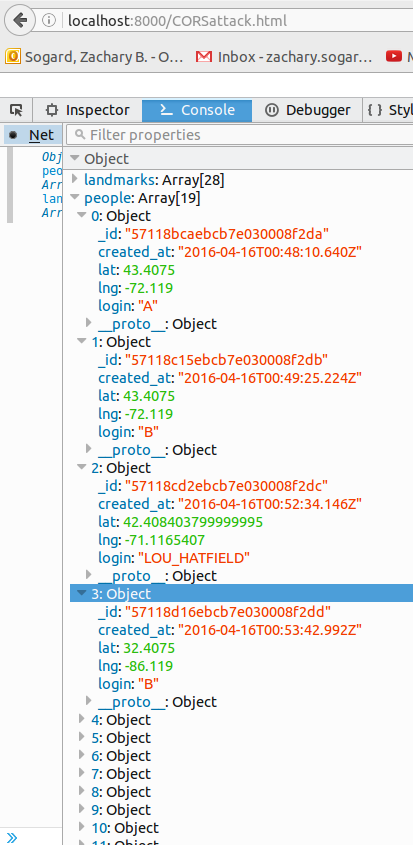 localhost:8000/CORSattack.html
Sogard, Zachary B. - O… Inbox - zachary.sogar…
Inspector Console Debugger { } Styl
Net Filter properties
Obj Object
peo landmarks: Array[28]
Arr people: Array[19]
lan 0: Object
Arr _id: "57118bcaebcb7e030008f2da"
created_at: "2016-04-16T00:48:10.640Z"
lat: 43.4075
lng: -72.119
login: "A"
__proto__: Object
1: Object
_id: "57118c15ebcb7e030008f2db"
created_at: "2016-04-16T00:49:25.224Z"
lat: 43.4075
lng: -72.119
login: "B"
__proto__: Object
2: Object
_id: "57118cd2ebcb7e030008f2dc"
created_at: "2016-04-16T00:52:34.146Z"
lat: 42.408403799999995
lng: -71.1165407
login: "LOU_HATFIELD"
__proto__: Object
3: Object
_id: "57118d16ebcb7e030008f2dd"
created_at: "2016-04-16T00:53:42.992Z"
lat: 32.4075
lng: -86.119
login: "B"
__proto__: Object
4: Object
5: Object
6: Object
7: Object
8: Object
9: Object
10: Object
11: Object
»